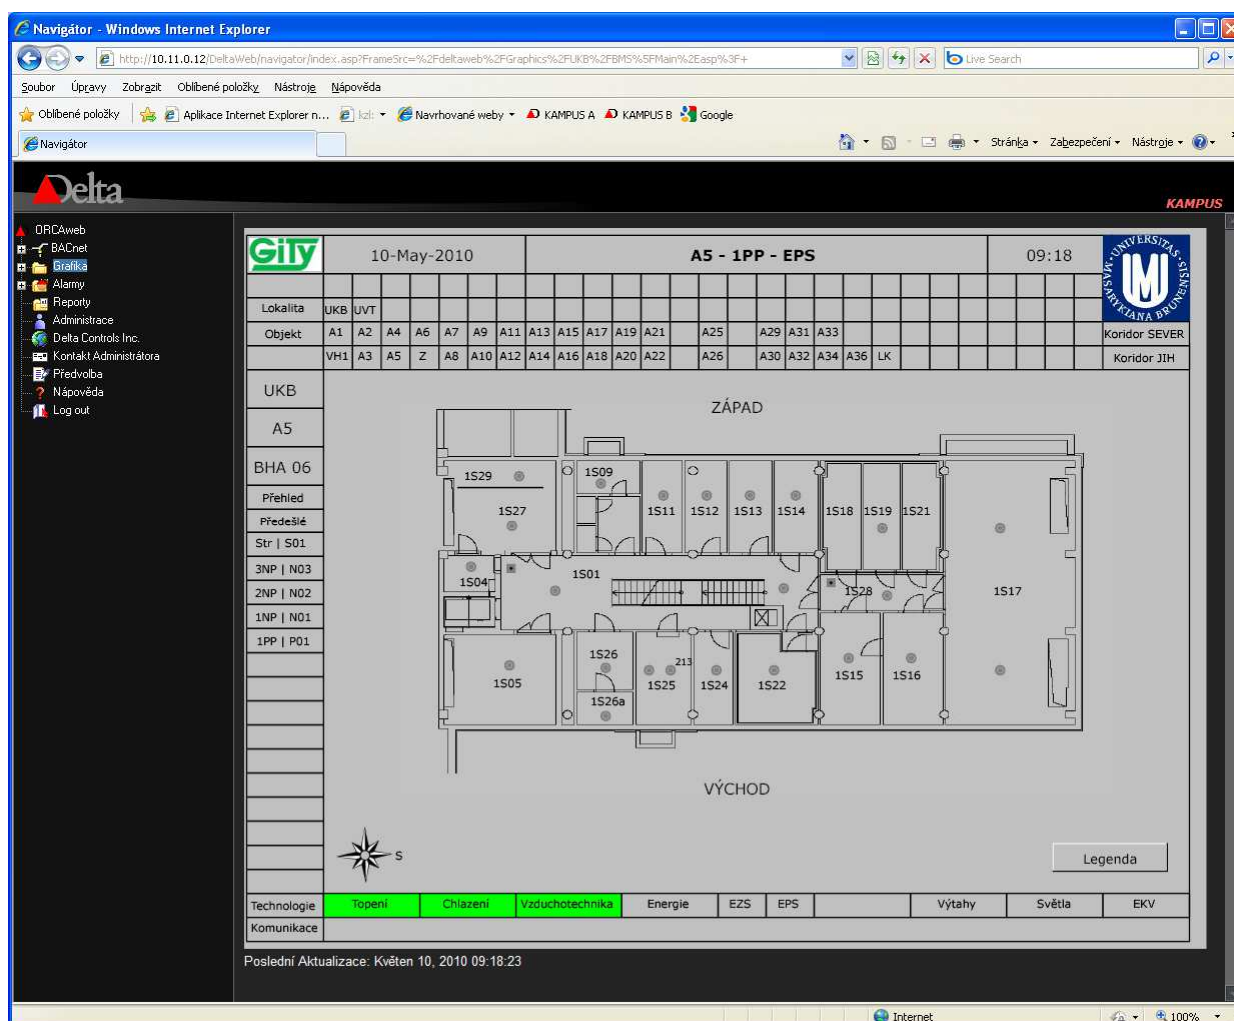 Navigátor - Windows Internet Explorer
http://10.11.0.12/DeltaWeb/navigator/index.asp?FrameSrc=%2Fdeltaweb%2FGraphics%2FUKB%2FBMS%5FMain%2Easp%3F+
Live Search
Soubor Úpravy Zobrazit Oblíbené položky Nástroje Nápověda
Oblíbené položky Aplikace Internet Explorer n... kzl: Navrhované weby KAMPUS A KAMPUS B Google
Navigátor
Stránka Zabezpečení Nástroje
Delta
KAMPUS
ORCAweb
BACnet
Grafika
Alarmy
Reporty
Administrace
Delta Controls Inc.
Kontakt Administrátora
Předvolba
Nápověda
Log out
GiTy 10-May-2010 A5 - 1PP - EPS 09:18
UNIVERSITAS MASARYKIANA BRUNENSIS
Lokalita UKB UVT
Objekt A1 A2 A4 A6 A7 A9 A11 A13 A15 A17 A19 A21 A25 A29 A31 A33 Koridor SEVER
VH1 A3 A5 Z A8 A10 A12 A14 A16 A18 A20 A22 A26 A30 A32 A34 A36 LK Koridor JIH
UKB
A5
BHA 06
Přehled
Předešlé
Str | S01
3NP | N03
2NP | N02
1NP | N01
1PP | P01
ZÁPAD
1S29 1S09
1S27 1S11 1S12 1S13 1S14 1S18 1S19 1S21
1S04 1S01 1S28 1S17
1S26 213
1S05 1S25 1S24 1S22 1S15 1S16
1S26a
VÝCHOD
S
Legenda
Technologie Topení Chlazení Vzduchotechnika Energie EZS EPS Výtahy Světla EKV
Komunikace
Poslední Aktualizace: Květen 10, 2010 09:18:23
Internet 100%